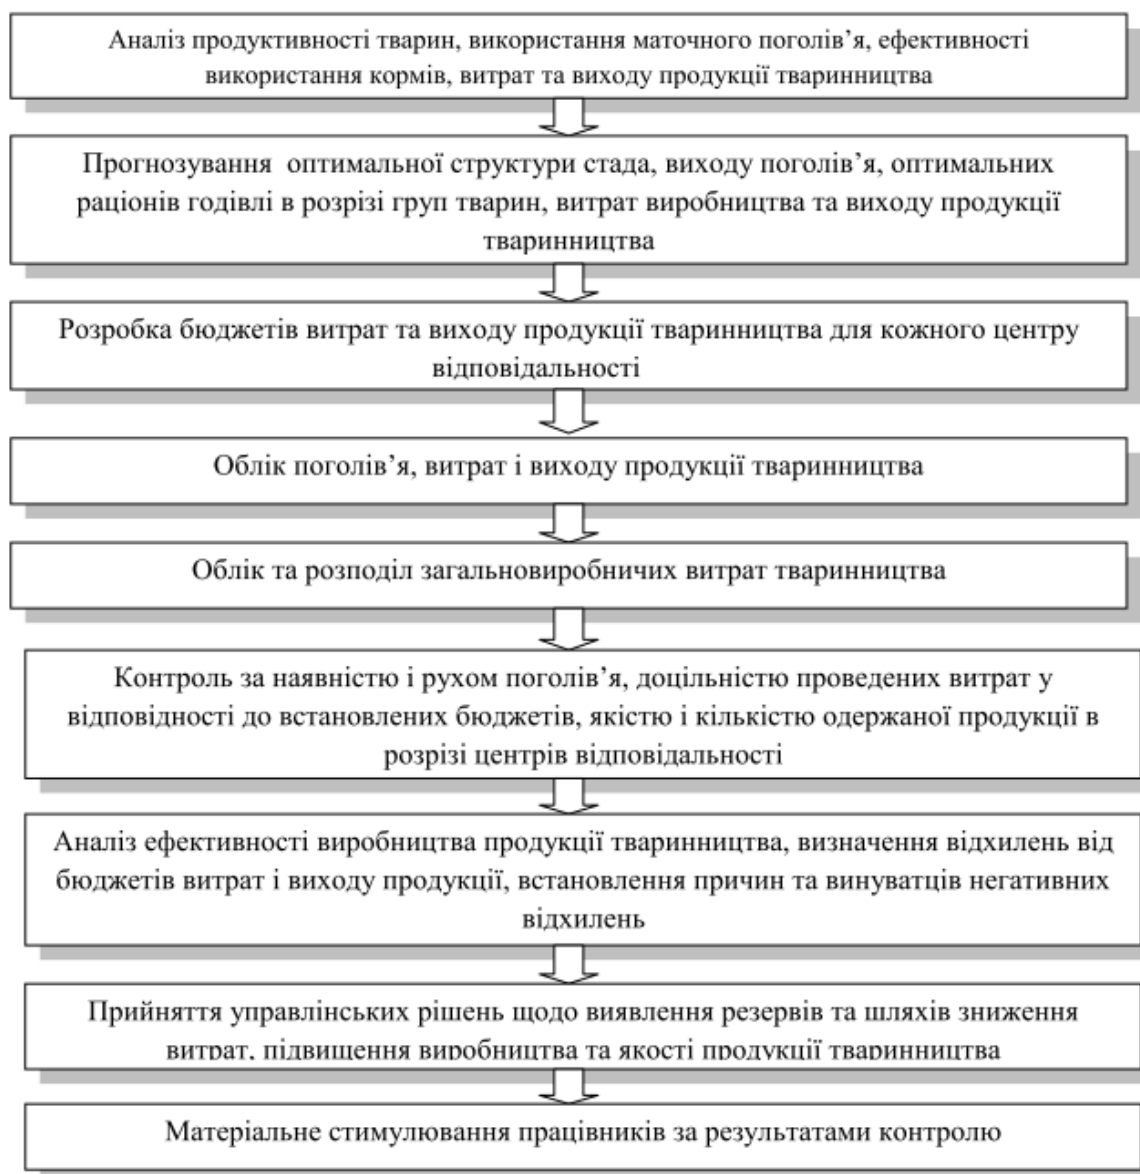 Аналіз продуктивності тварин, використання маточного поголів’я, ефективності
використання кормів, витрат та виходу продукції тваринництва
Прогнозування оптимальної структури стада, виходу поголів’я, оптимальних
раціонів годівлі в розрізі груп тварин, витрат виробництва та виходу продукції
тваринництва
Розробка бюджетів витрат та виходу продукції тваринництва для кожного центру
відповідальності
Облік поголів’я, витрат і виходу продукції тваринництва
Облік та розподіл загальновиробничих витрат тваринництва
Контроль за наявністю і рухом поголів’я, доцільністю проведених витрат у
відповідності до встановлених бюджетів, якістю і кількістю одержаної продукції в
розрізі центрів відповідальності
Аналіз ефективності виробництва продукції тваринництва, визначення відхилень від
бюджетів витрат і виходу продукції, встановлення причин та винуватців негативних
відхилень
Прийняття управлінських рішень щодо виявлення резервів та шляхів зниження
витрат, підвищення виробництва та якості продукції тваринництва
Матеріальне стимулювання працівників за результатами контролю